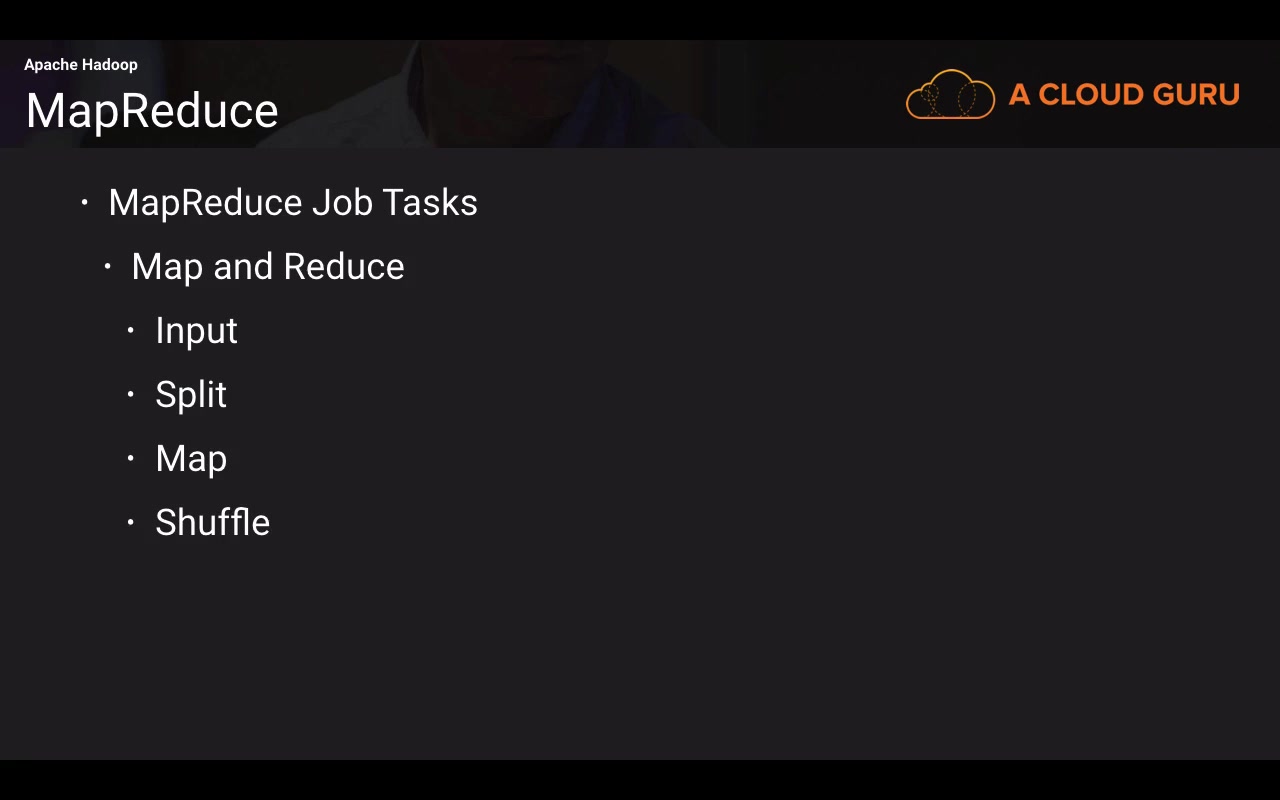 Apache Hadoop
MapReduce
A CLOUD GURU
• MapReduce Job Tasks
• Map and Reduce
• Input
• Split
• Map
• Shuffle